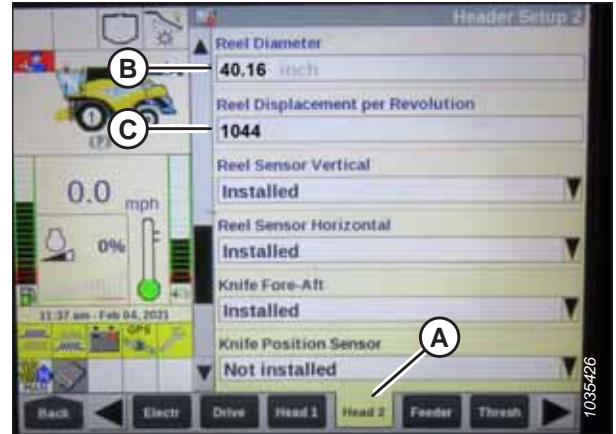 Header Setup 2
Reel Diameter
B
40.16 inch
Reel Displacement per Revolution
C
1044
Reel Sensor Vertical
Installed
0.0 mph
Reel Sensor Horizontal
0%
Installed
Knife Fore-Aft
Installed
11:37 am - Feb 04, 2021
GPS
Knife Position Sensor
A
Not installed
Back
Electr
Drive
Head 1
Head 2
Feeder
Thresh
1035426